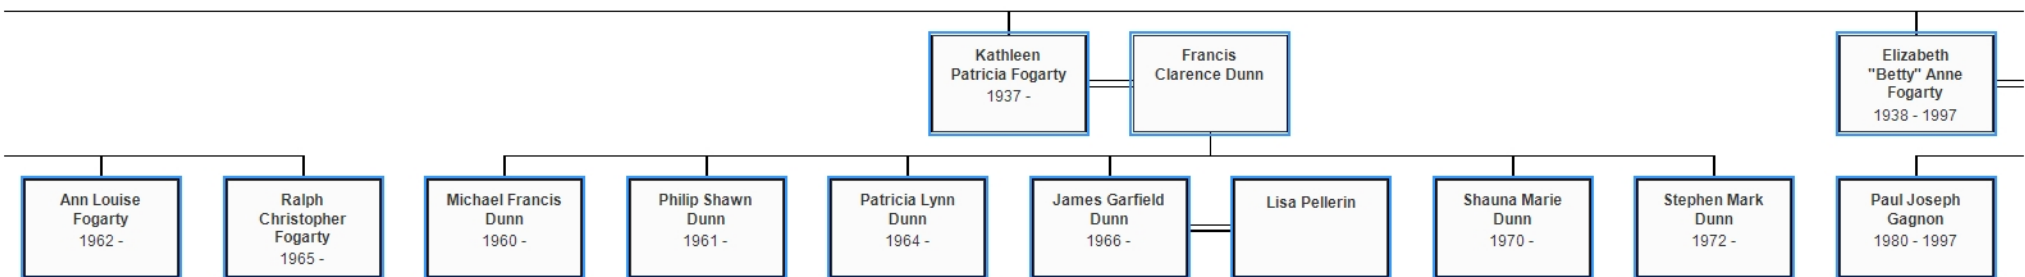 Kathleen
Patricia Fogarty
1937 -
Francis
Clarence Dunn
Elizabeth
"Betty" Anne
Fogarty
1938 - 1997
Ann Louise
Fogarty
1962 -
Ralph
Christopher
Fogarty
1965 -
Michael Francis
Dunn
1960 -
Philip Shawn
Dunn
1961 -
Patricia Lynn
Dunn
1964 -
James Garfield
Dunn
1966 -
Lisa Pellerin
Shauna Marie
Dunn
1970 -
Stephen Mark
Dunn
1972 -
Paul Joseph
Gagnon
1980 - 1997